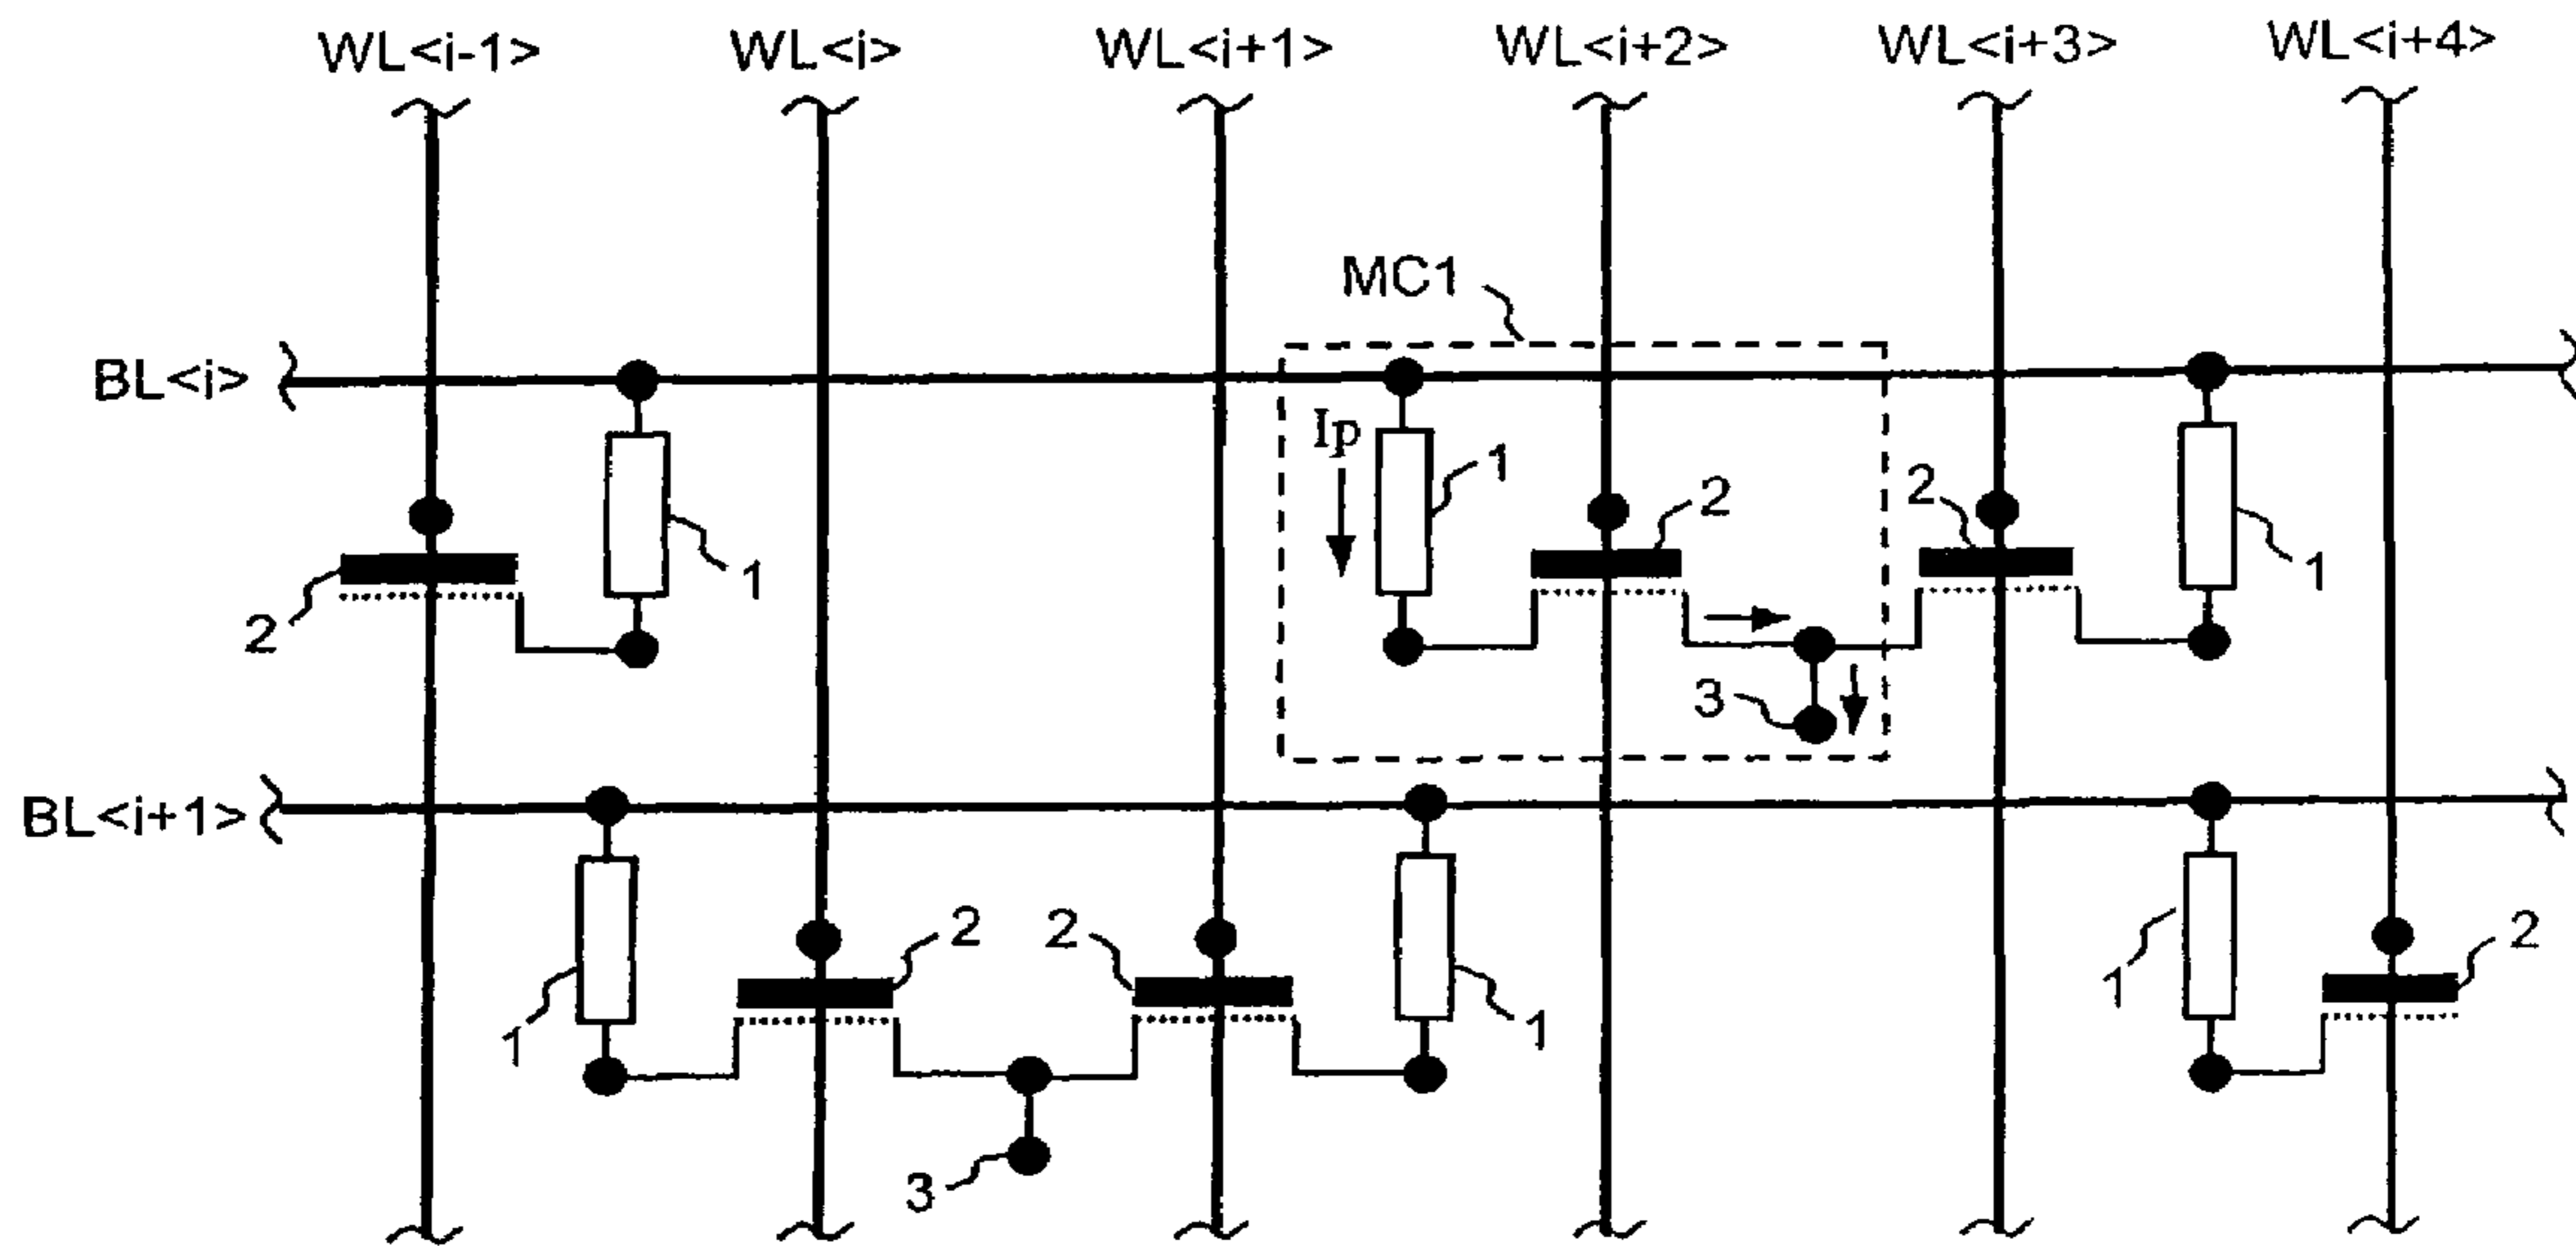 WL<i-1> WL<i> WL<i+1> WL<i+2> WL<i+3> WL<i+4>
MC1
BL<i>
Ip
1 2 2
2 1 1
3
BL<i+1>
2 2 2
1 1 1
3